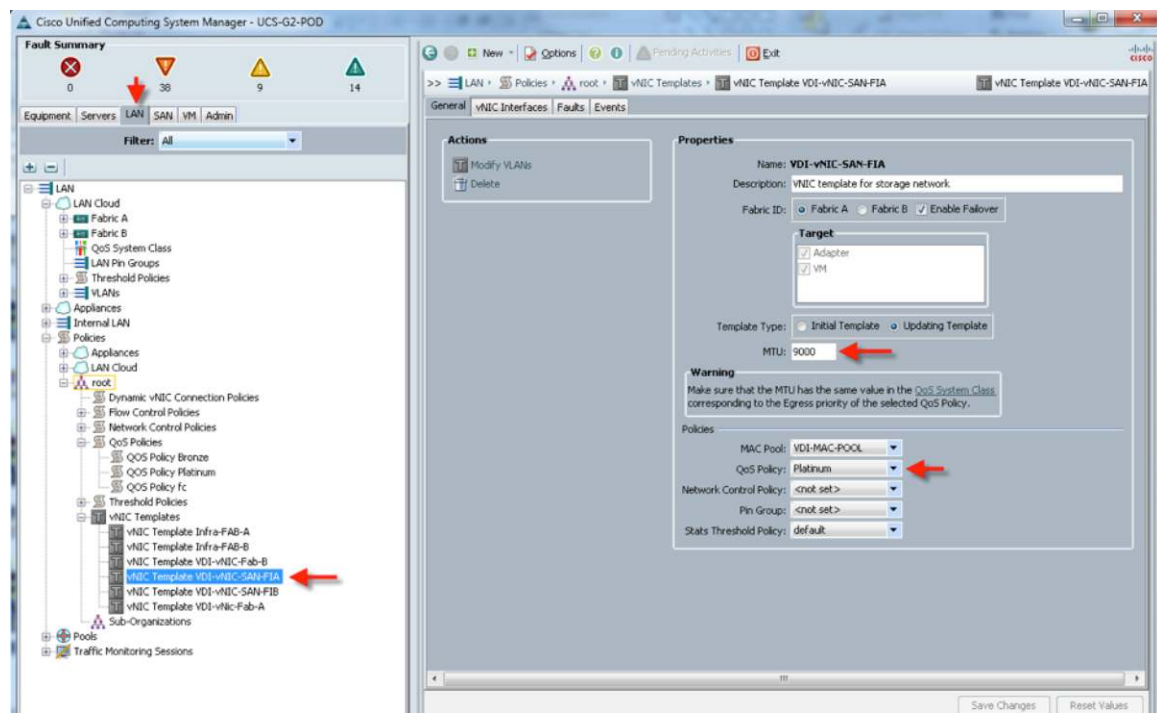 Cisco Unified Computing System Manager - UCS-G2-POD
Fault Summary
0 38 9 14
Equipment Servers LAN SAN VM Admin
Filter: All
LAN
LAN Cloud
Fabric A
Fabric B
QoS System Class
LAN Pin Groups
Threshold Policies
VLANs
Appliances
Internal LAN
Policies
Appliances
LAN Cloud
root
Dynamic vNIC Connection Policies
Flow Control Policies
Network Control Policies
QoS Policies
QOS Policy Bronze
QOS Policy Platinum
QOS Policy fc
Threshold Policies
vNIC Templates
vNIC Template Infra-FAB-A
vNIC Template Infra-FAB-B
vNIC Template VDI-vNIC-Fab-B
vNIC Template VDI-vNIC-SAN-FIA
vNIC Template VDI-vNIC-SAN-FIB
vNIC Template VDI-vNic-Fab-A
Sub-Organizations
Pools
Traffic Monitoring Sessions
New Options Pending Activities Exit
CISCO
>> LAN Policies root vNIC Templates vNIC Template VDI-vNIC-SAN-FIA vNIC Template VDI-vNIC-SAN-FIA
General vNIC Interfaces Faults Events
Actions
Modify VLANs
Delete
Properties
Name: VDI-vNIC-SAN-FIA
Description: VNIC template for storage network
Fabric ID: Fabric A Fabric B Enable Failover
Target
Adapter
VM
Template Type: Initial Template Updating Template
MTU: 9000
Warning
Make sure that the MTU has the same value in the QoS System Class
corresponding to the Egress priority of the selected QoS Policy.
Policies
MAC Pool: VDI-MAC-POOL
QoS Policy: Platinum
Network Control Policy: <not set>
Pin Group: <not set>
Stats Threshold Policy: default
Save Changes Reset Values